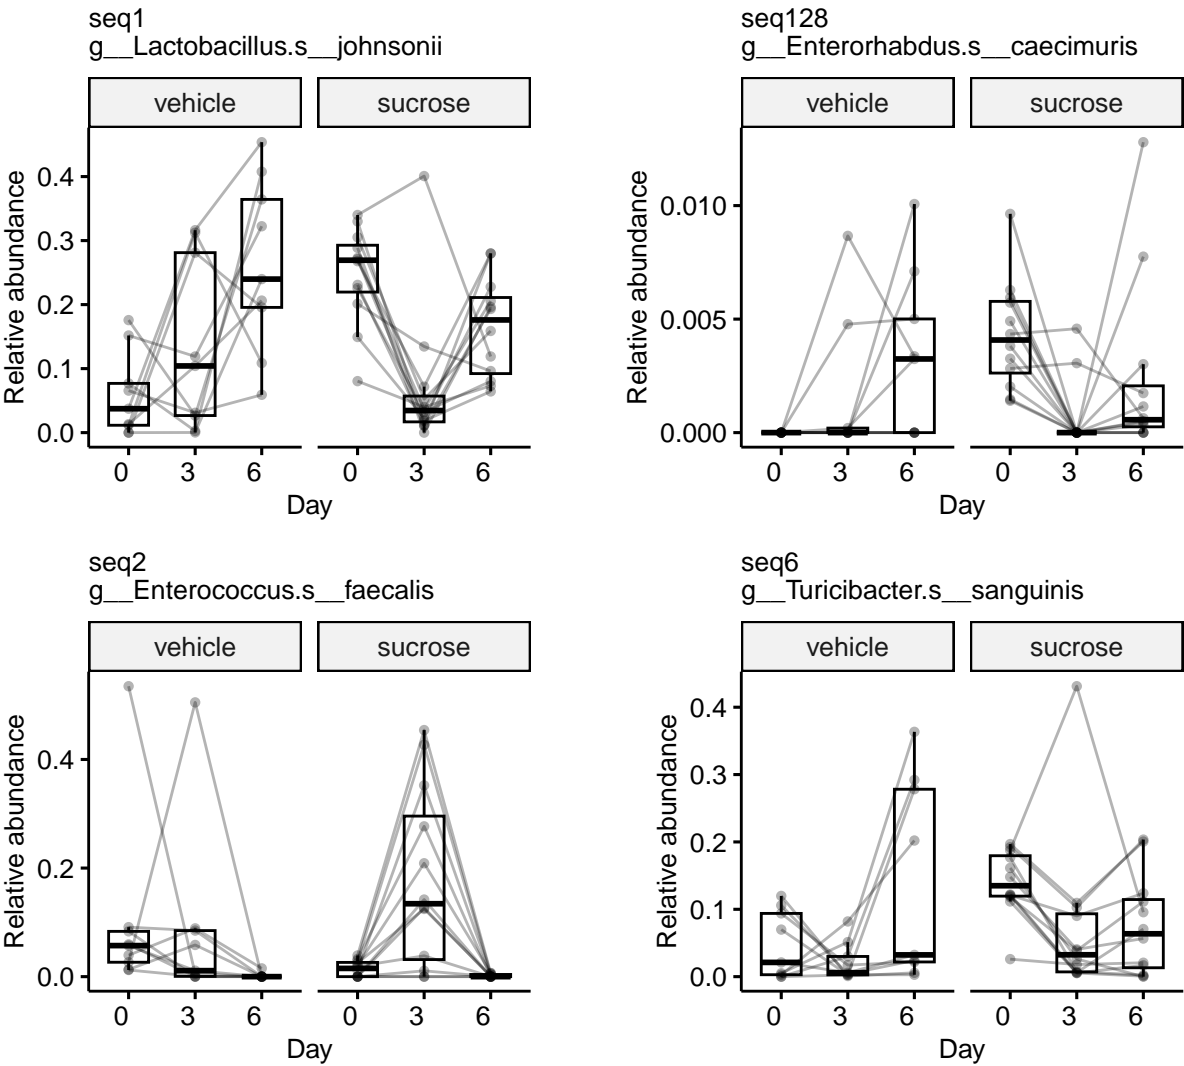 seq1
g__Lactobacillus.s__johnsonii
vehicle
sucrose
Relative abundance
0.4
0.3
0.2
0.1
0.0
0 3 6 0 3 6
Day
seq128
g__Enterorhabdus.s__caecimuris
vehicle
sucrose
Relative abundance
0.010
0.005
0.000
0 3 6 0 3 6
Day
seq2
g__Enterococcus.s__faecalis
vehicle
sucrose
Relative abundance
0.4
0.2
0.0
0 3 6 0 3 6
Day
seq6
g__Turicibacter.s__sanguinis
vehicle
sucrose
Relative abundance
0.4
0.3
0.2
0.1
0.0
0 3 6 0 3 6
Day